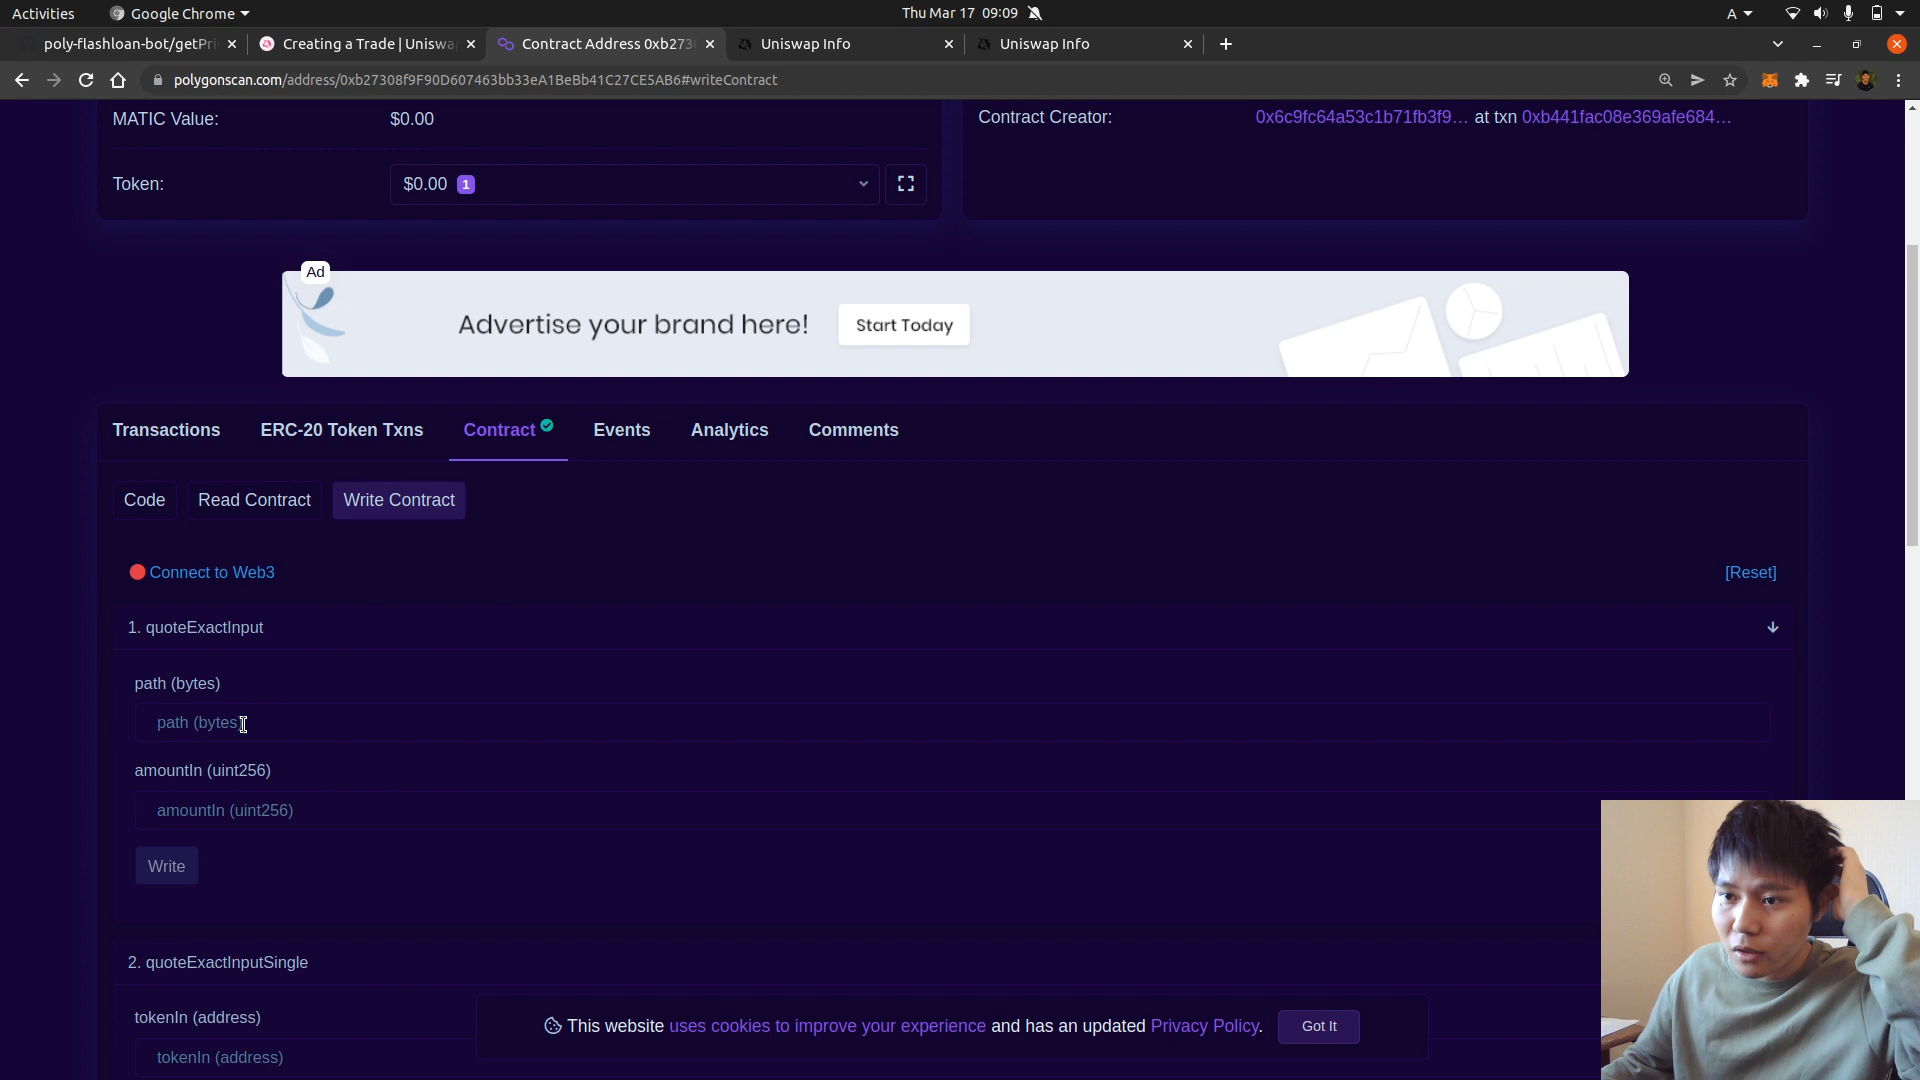 Activities
Google Chrome
Thu Mar 17 09:09
A
poly-flashloan-bot/getPri
Creating a Trade | Uniswa
Contract Address 0xb273
Uniswap Info
Uniswap Info
polygonscan.com/address/0xb27308f9F90D607463bb33eA1BeBb41C27CE5AB6#writeContract
MATIC Value:
$0.00
Contract Creator:
0x6c9fc64a53c1b71fb3f9... at txn 0xb441fac08e369afe684...
Token:
$0.00 1
Ad
Advertise your brand here!
Start Today
Transactions
ERC-20 Token Txns
Contract
Events
Analytics
Comments
Code
Read Contract
Write Contract
Connect to Web3
[Reset]
1. quoteExactInput
path (bytes)
path (bytes)
amountIn (uint256)
amountIn (uint256)
Write
2. quoteExactInputSingle
tokenIn (address)
tokenIn (address)
This website uses cookies to improve your experience and has an updated Privacy Policy.
Got It